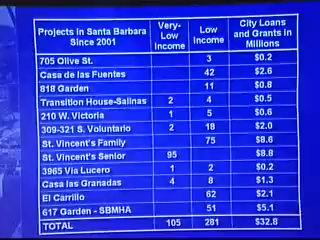 Projects in Santa Barbara Since 2001 Very-Low Income Low Income City Loans and Grants in Millions
705 Olive St. 3 $0.2
Casa de las Fuentes 42 $2.6
818 Garden 11 $0.8
Transition House-Salinas 2 4 $0.5
210 W. Victoria 1 5 $0.6
309-321 S. Voluntario 2 18 $2.0
St. Vincent's Family 75 $8.6
St. Vincent's Senior 95 $8.8
3965 Via Lucero 1 2 $0.2
Casa las Granadas 4 8 $1.3
El Carrillo 62 $2.1
617 Garden - SBMHA 51 $5.1
TOTAL 105 281 $32.8